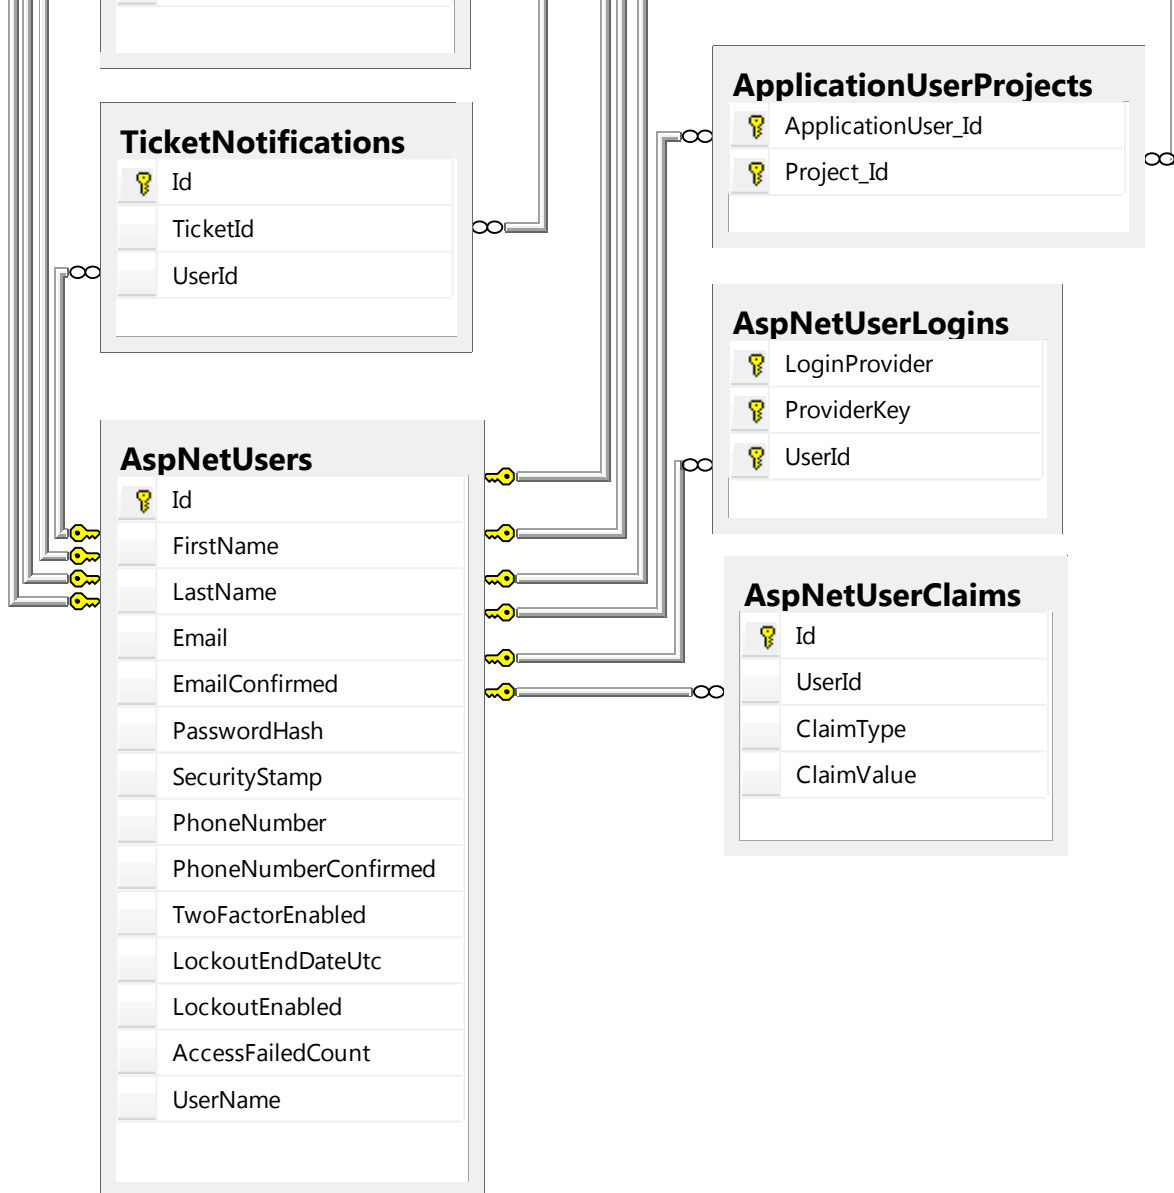 TicketNotifications
Id
TicketId
UserId
AspNetUsers
Id
FirstName
LastName
Email
EmailConfirmed
PasswordHash
SecurityStamp
PhoneNumber
PhoneNumberConfirmed
TwoFactorEnabled
LockoutEndDateUtc
LockoutEnabled
AccessFailedCount
UserName
ApplicationUserProjects
ApplicationUser_Id
Project_Id
AspNetUserLogins
LoginProvider
ProviderKey
UserId
AspNetUserClaims
Id
UserId
ClaimType
ClaimValue